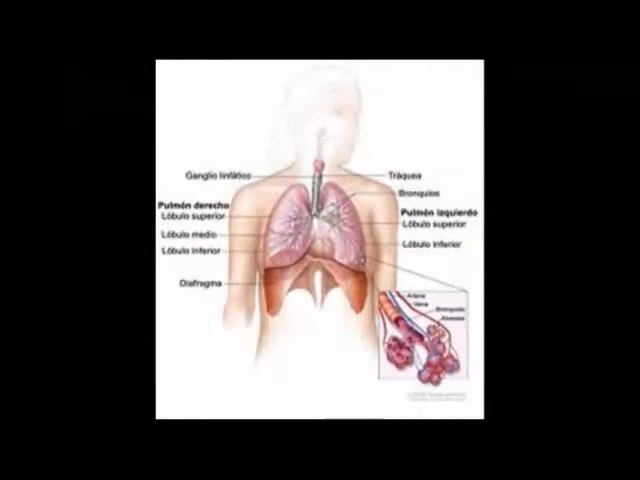 Ganglio linfático
Tráquea
Bronquios
Pulmón derecho
Lóbulo superior
Pulmón izquierdo
Lóbulo superior
Lóbulo medio
Lóbulo inferior
Lóbulo inferior
Diafragma
Arteria
Vena
Bronquiolo
Alvéolos